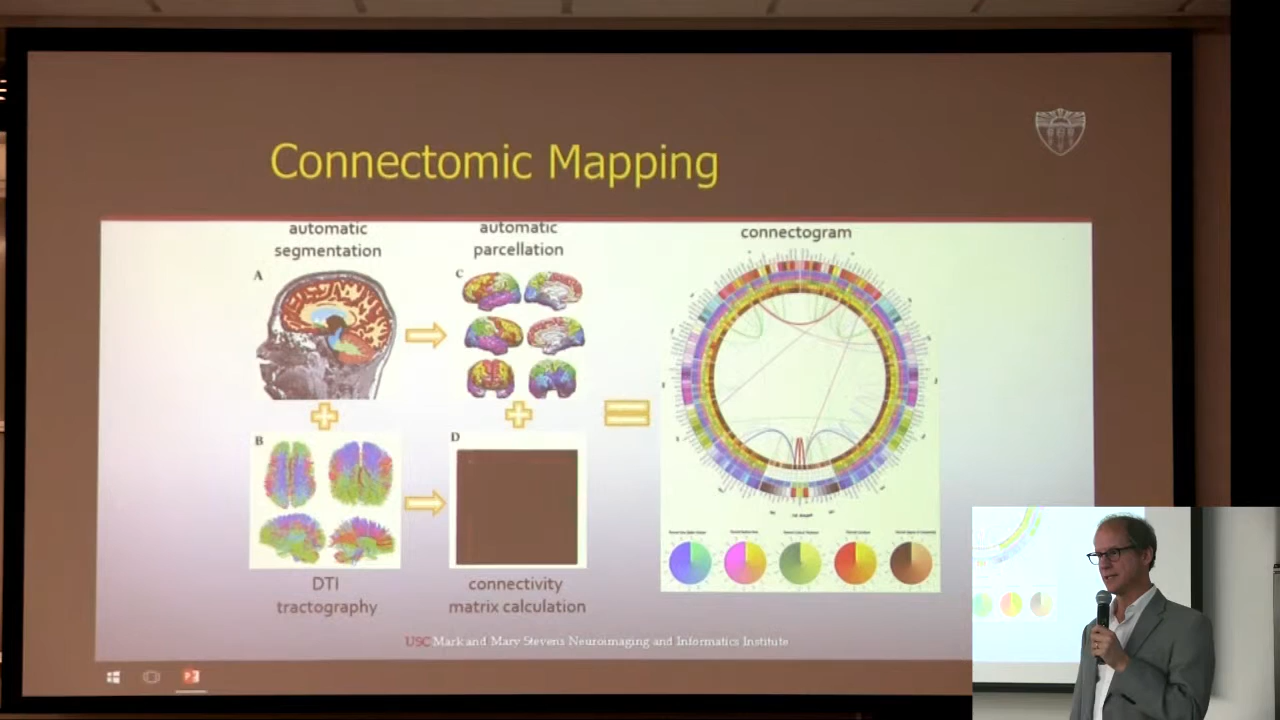 Connectomic Mapping
automatic
segmentation
automatic
parcellation
connectogram
A
C
B
D
DTI
tractography
connectivity
matrix calculation
USC Mark and Mary Stevens Neuroimaging and Informatics Institute